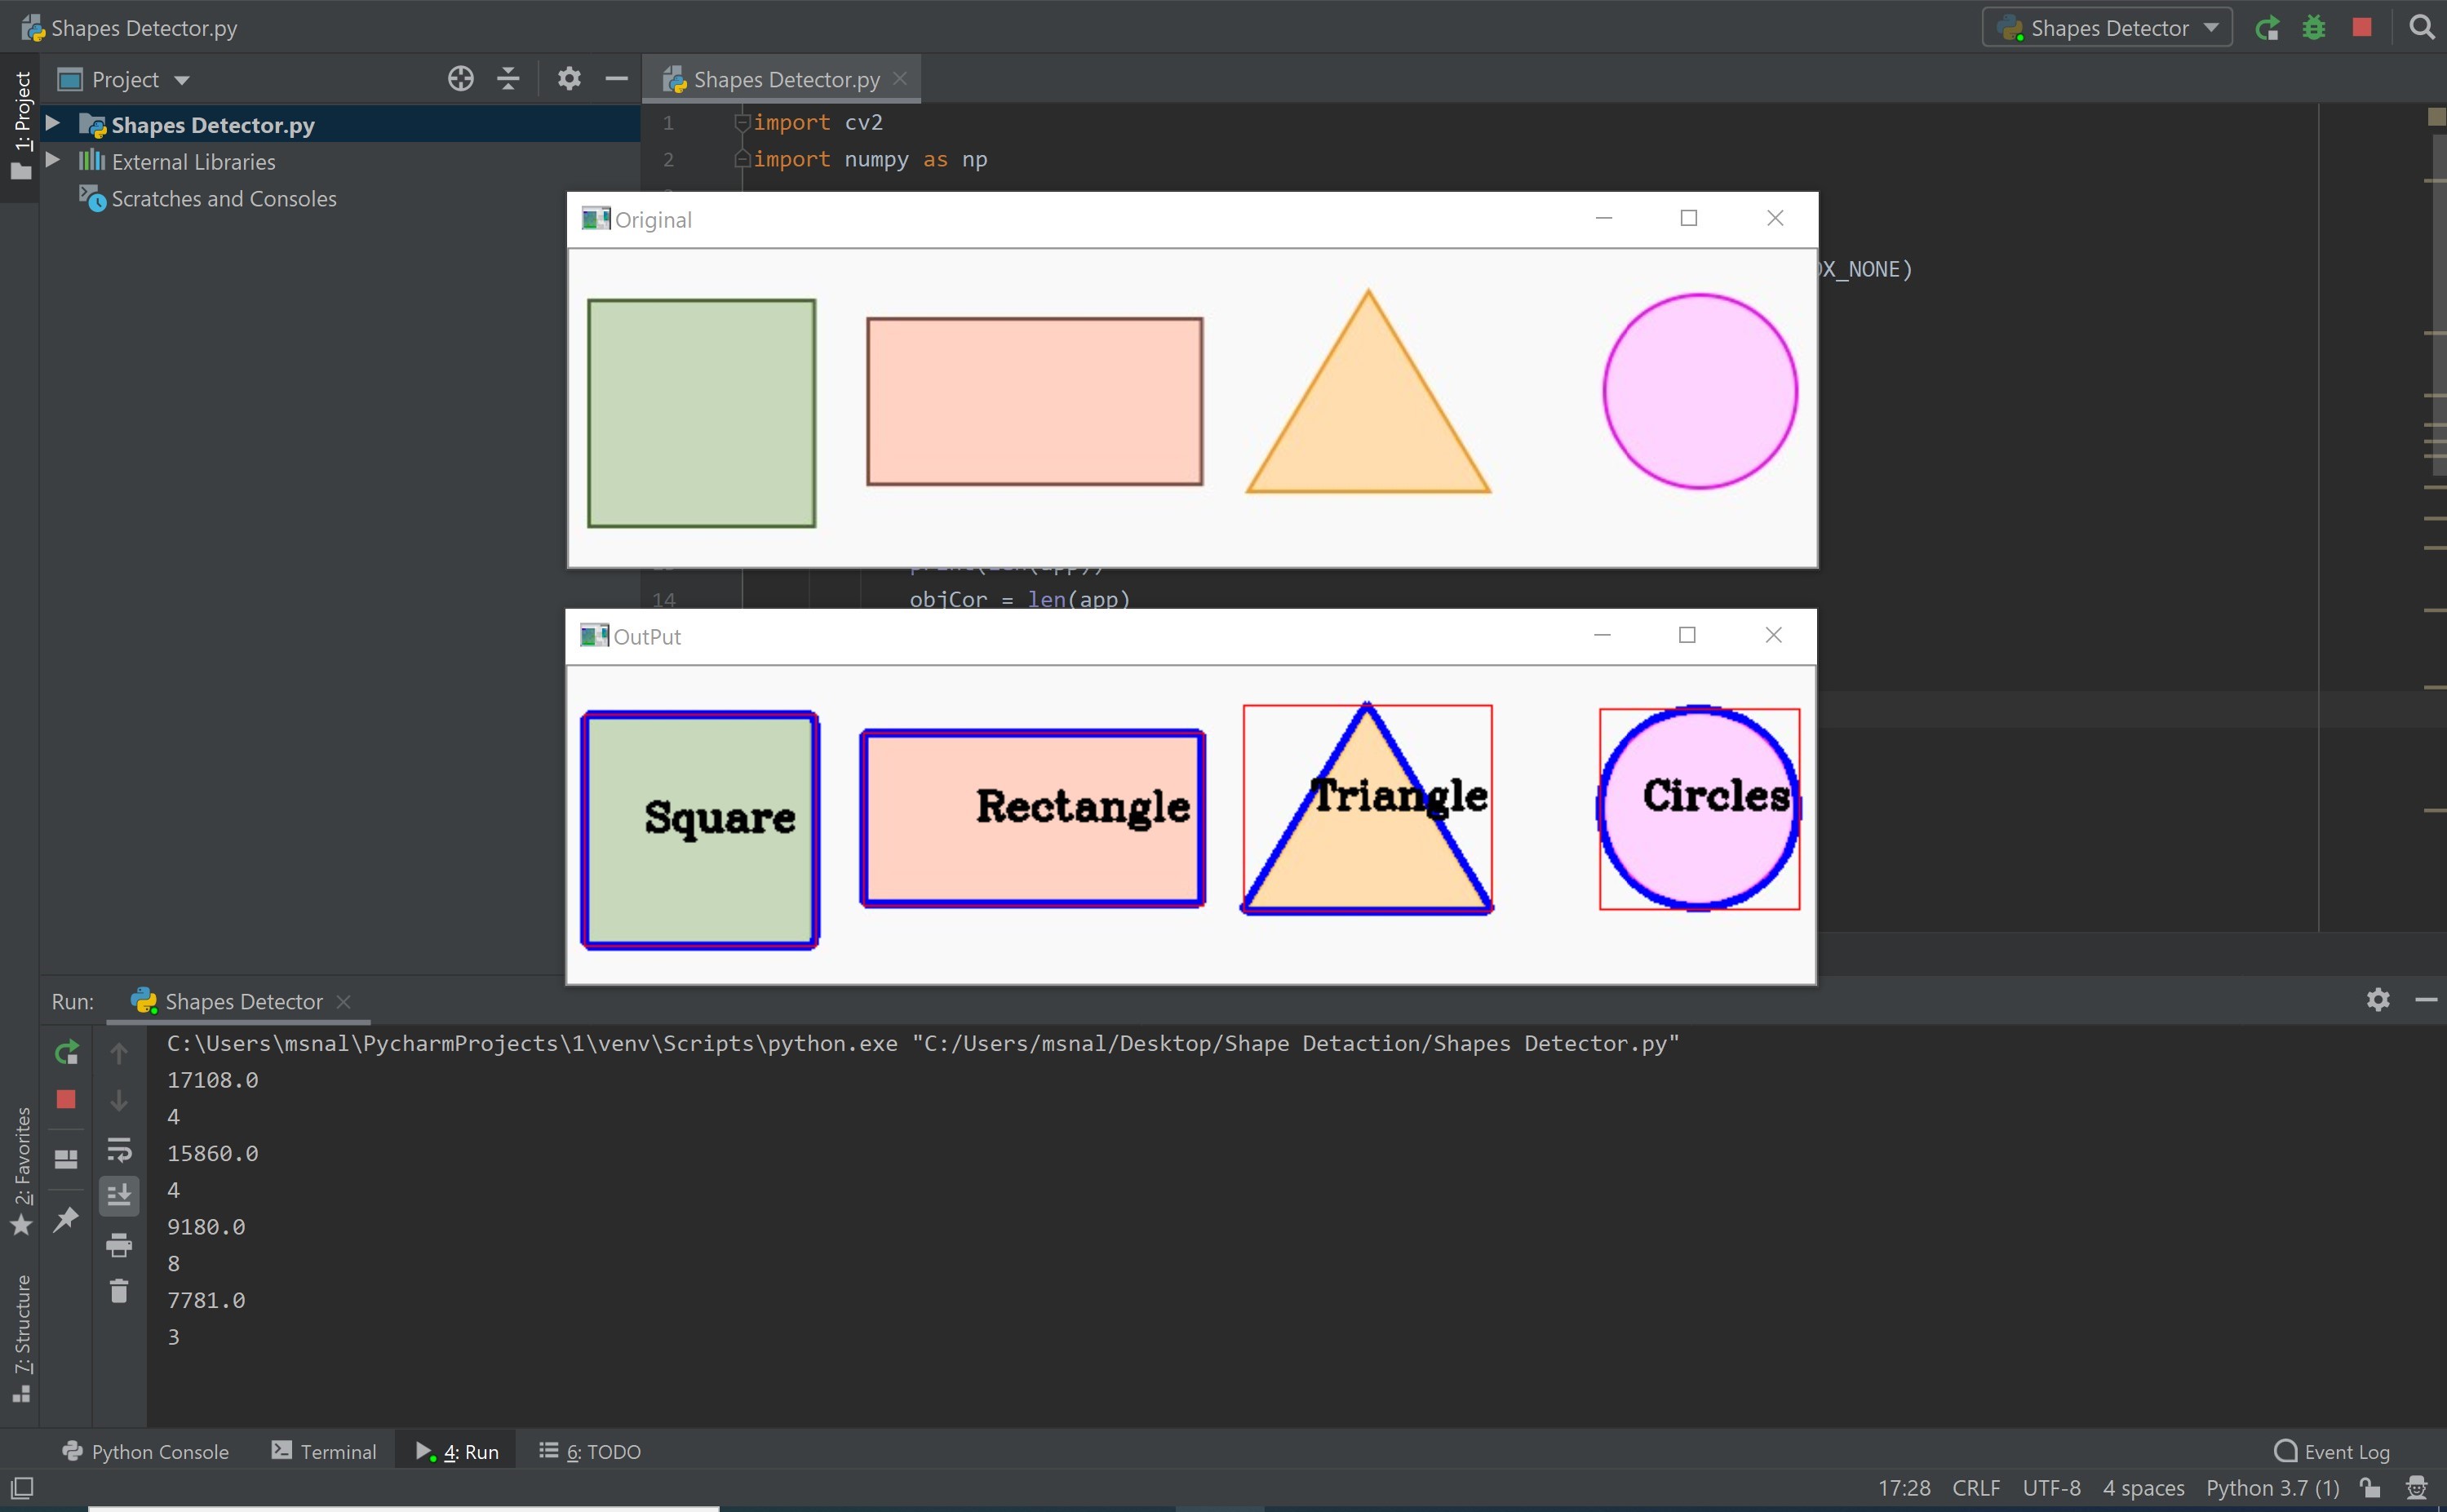 Shapes Detector.py
Shapes Detector
Project
Shapes Detector.py
1: Project
Shapes Detector.py
External Libraries
Scratches and Consoles
1 import cv2
2 import numpy as np
Original
OX_NONE)
print(len(app))
14 objCor = len(app)
OutPut
Square
Rectangle
Triangle
Circles
Run: Shapes Detector
C:\Users\msnal\PycharmProjects\1\venv\Scripts\python.exe "C:/Users/msnal/Desktop/Shape Detaction/Shapes Detector.py"
17108.0
4
15860.0
4
9180.0
8
7781.0
3
2: Favorites
7: Structure
Python Console Terminal 4: Run 6: TODO Event Log
17:28 CRLF UTF-8 4 spaces Python 3.7 (1)